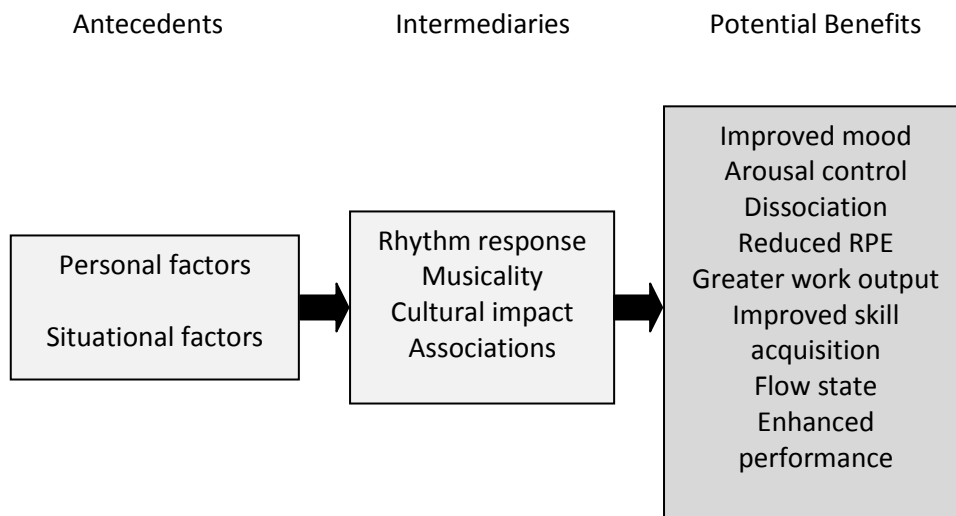 Antecedents
Intermediaries
Potential Benefits
Personal factors
Situational factors
Rhythm response
Musicality
Cultural impact
Associations
Improved mood
Arousal control
Dissociation
Reduced RPE
Greater work output
Improved skill
acquisition
Flow state
Enhanced
performance